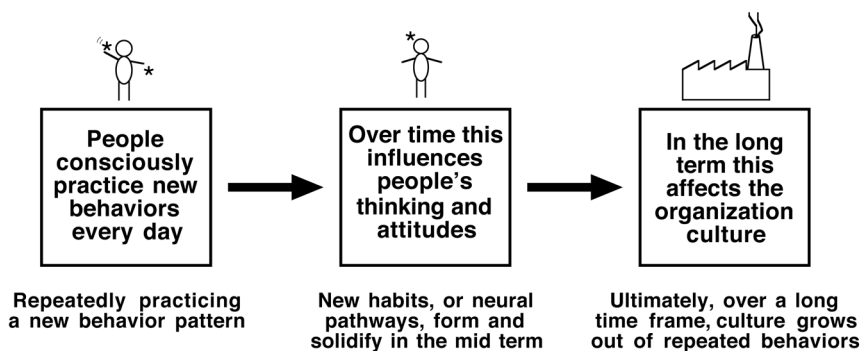 People
consciously
practice new
behaviors
every day
Over time this
influences
people's
thinking and
attitudes
In the long
term this
affects the
organization
culture
Repeatedly practicing
a new behavior pattern
New habits, or neural
pathways, form and
solidify in the mid term
Ultimately, over a long
time frame, culture grows
out of repeated behaviors